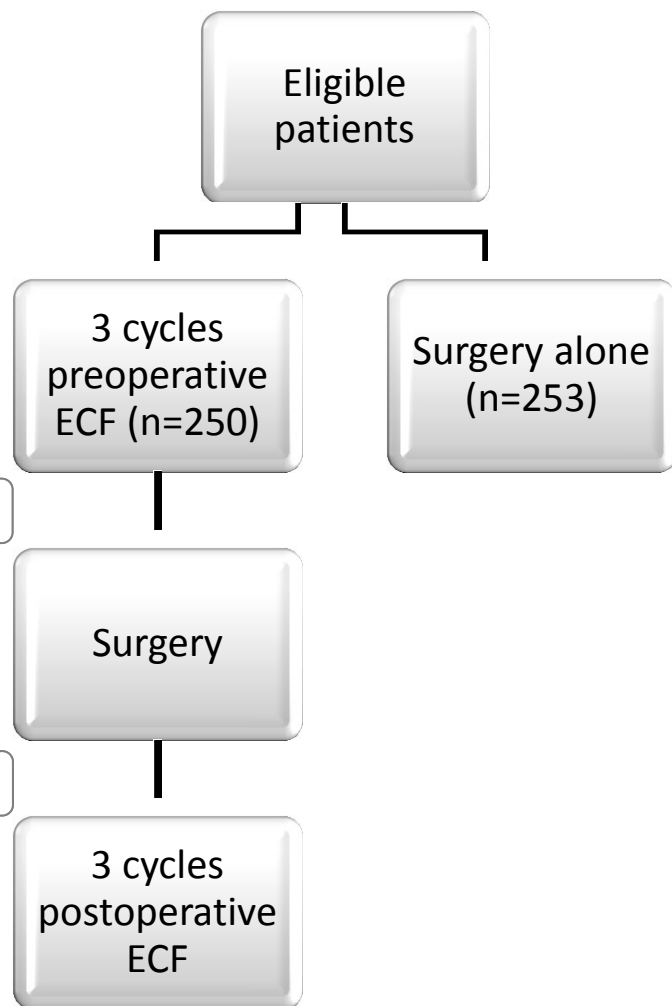 Eligible
patients
3 cycles
preoperative
ECF (n=250)
Surgery alone
(n=253)
Surgery
3 cycles
postoperative
ECF